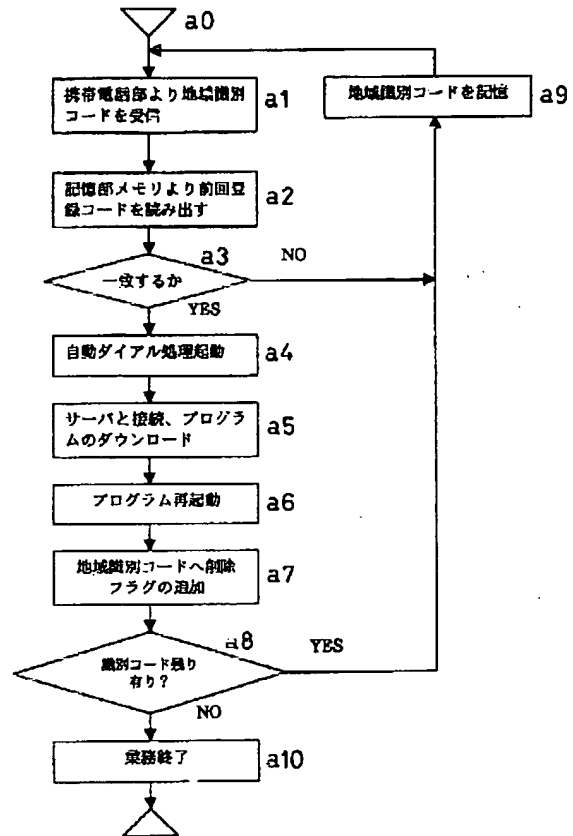 a0
携帯電話部より地域識別
コードを受信
a1
地域識別コードを記憶
a9
記憶部メモリより前回登
録コードを読み出す
a2
a3
一致するか
NO
YES
自動ダイアル処理起動
a4
サーバと接続、プログラ
ムのダウンロード
a5
プログラム再起動
a6
地域識別コードへ削除
フラグの追加
a7
a8
識別コード残り
有り?
YES
NO
業務終了
a10